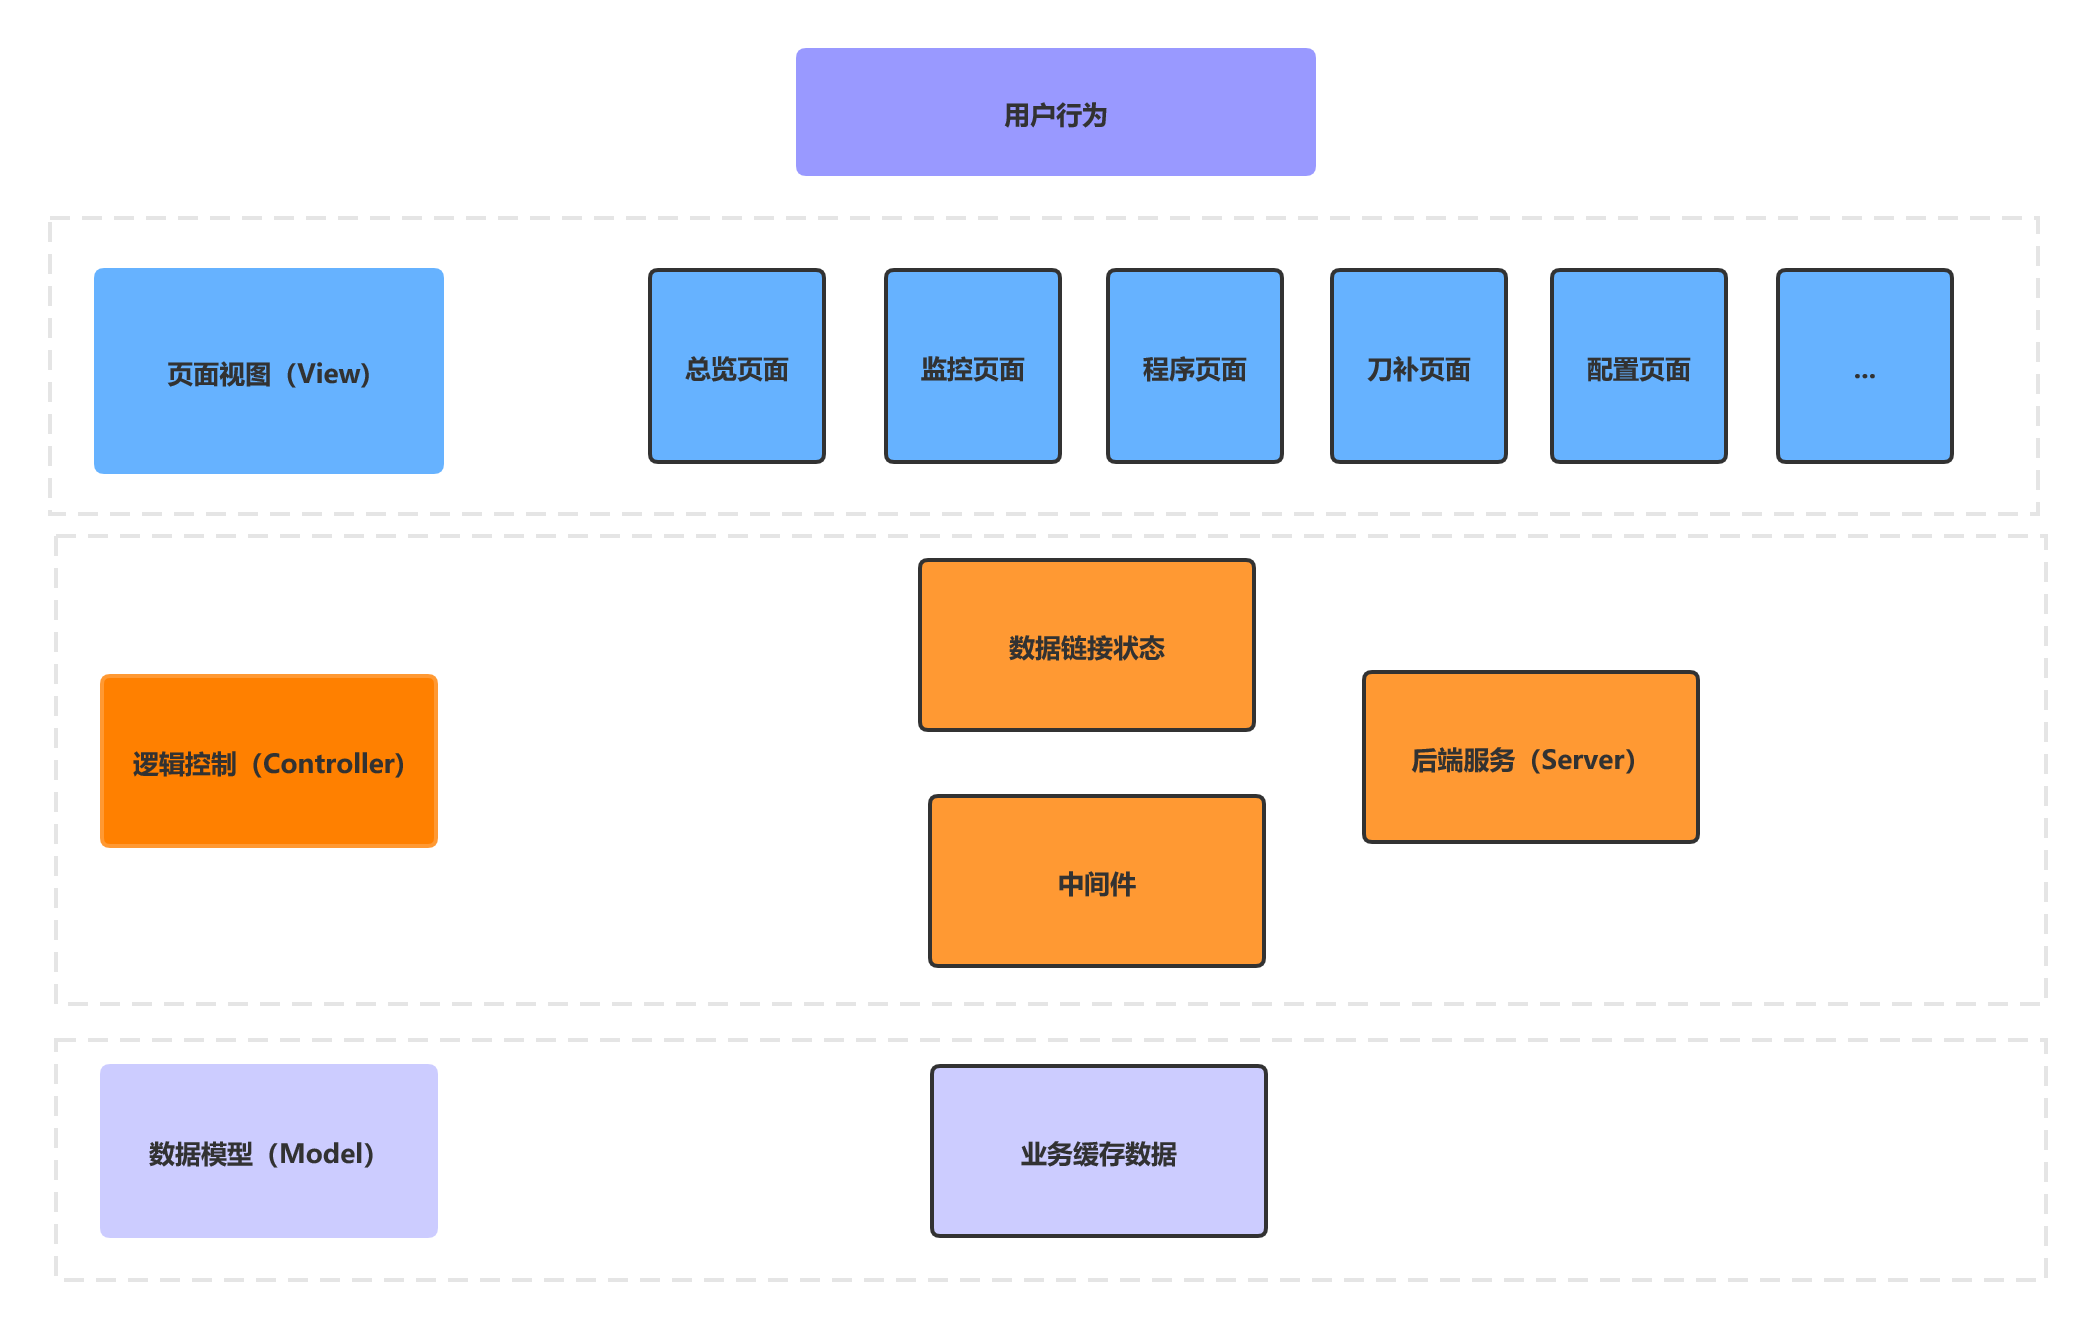 用户行为
页面视图（View）
总览页面
监控页面
程序页面
刀补页面
配置页面
...
数据链接状态
逻辑控制（Controller）
后端服务（Server）
中间件
数据模型（Model）
业务缓存数据